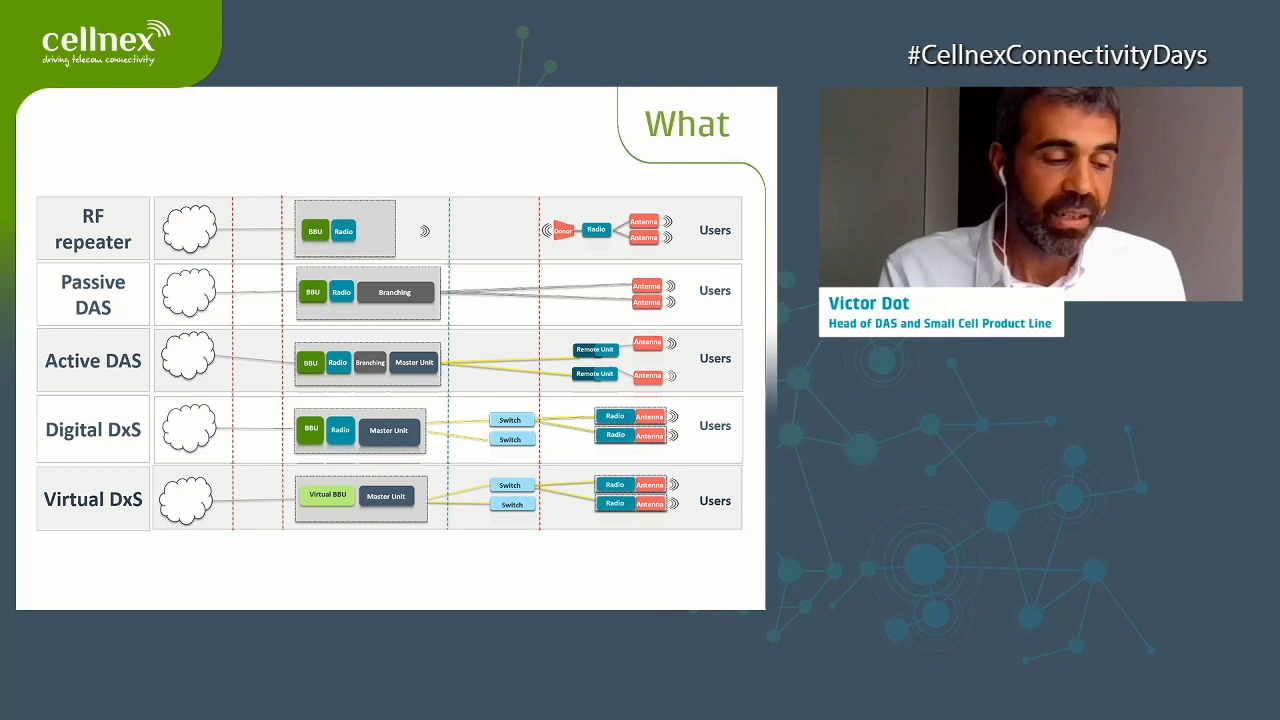 cellnex
driving telecom connectivity
#CellnexConnectivityDays
What
RF
repeater
BBU
Radio
Donor
Radio
Antenna
Antenna
Users
Passive
DAS
BBU
Radio
Branching
Antenna
Antenna
Users
Active DAS
BBU
Radio
Branching
Master Unit
Remote Unit
Remote Unit
Antenna
Antenna
Users
Digital DxS
BBU
Radio
Master Unit
Switch
Switch
Radio
Antenna
Radio
Antenna
Users
Virtual DxS
Virtual BBU
Master Unit
Switch
Switch
Radio
Antenna
Radio
Antenna
Users
Víctor Dot
Head of DAS and Small Cell Product Line